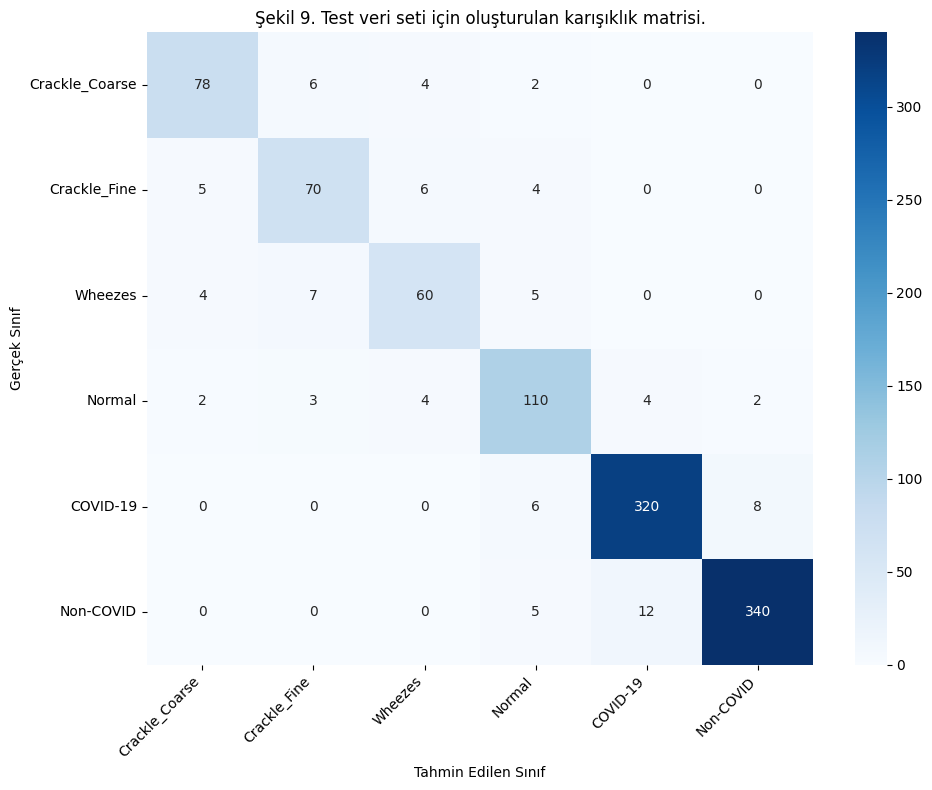 Şekil 9. Test veri seti için oluşturulan karışıklık matrisi.
Gerçek Sınıf
Crackle_Coarse 78 6 4 2 0 0
Crackle_Fine 5 70 6 4 0 0
Wheezes 4 7 60 5 0 0
Normal 2 3 4 110 4 2
COVID-19 0 0 0 6 320 8
Non-COVID 0 0 0 5 12 340
Crackle_Coarse Crackle_Fine Wheezes Normal COVID-19 Non-COVID
Tahmin Edilen Sınıf
300
250
200
150
100
50
0